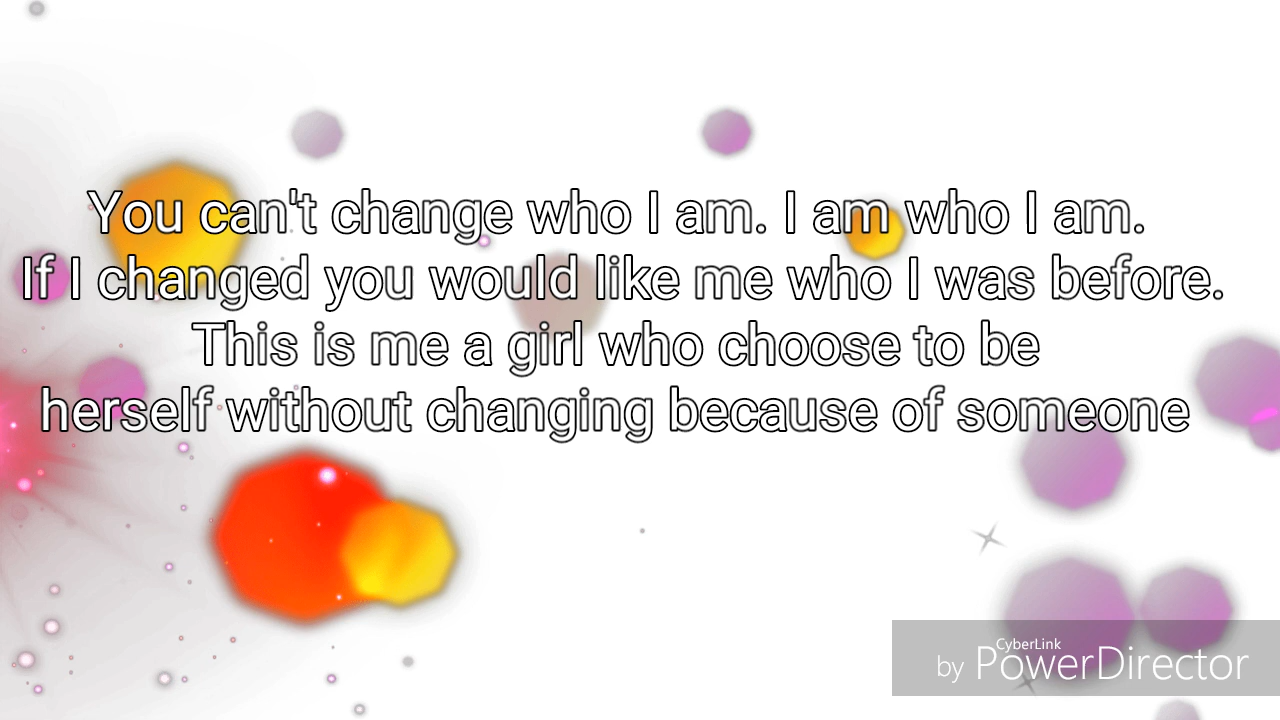 You can't change who I am. I am who I am.
If I changed you would like me who I was before.
This is me a girl who choose to be
herself without changing because of someone
CyberLink
by PowerDirector